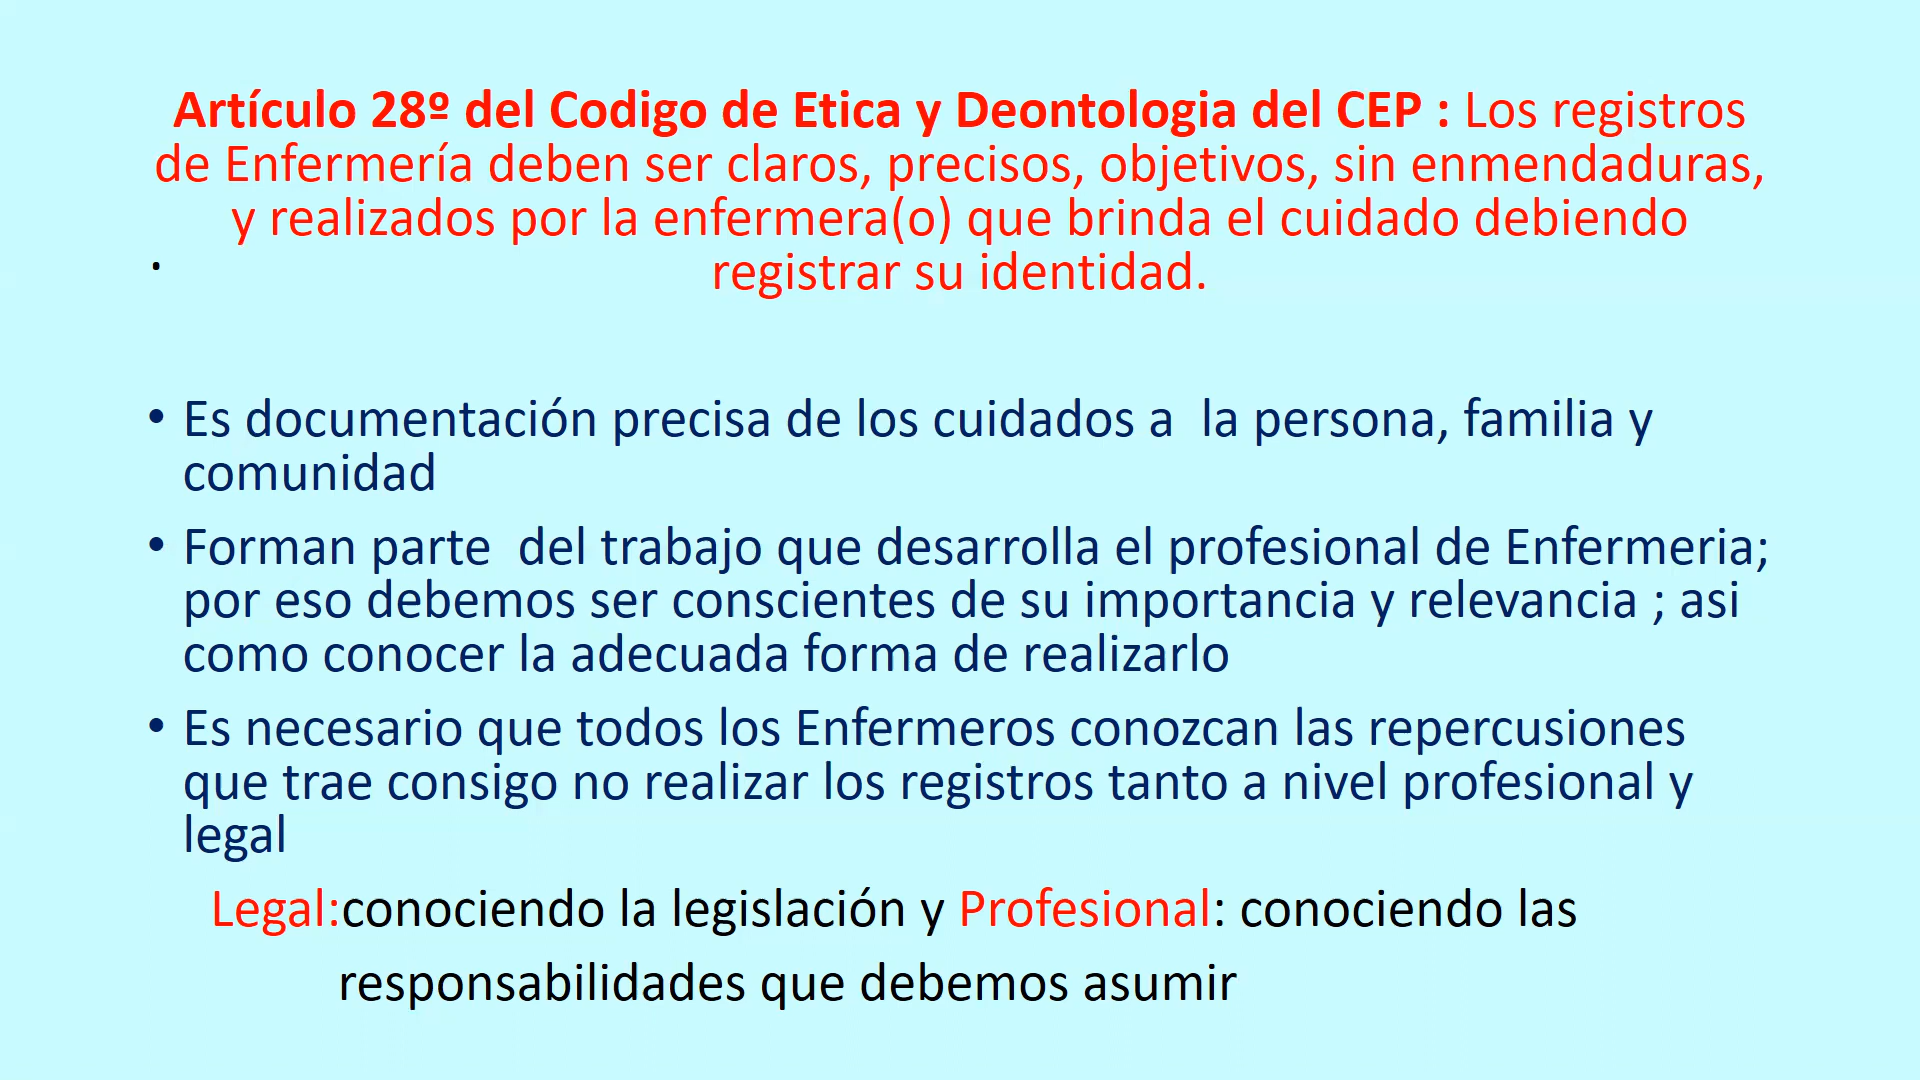 Artículo 28º del Codigo de Etica y Deontologia del CEP : Los registros
de Enfermería deben ser claros, precisos, objetivos, sin enmendaduras,
y realizados por la enfermera(o) que brinda el cuidado debiendo
registrar su identidad.
.
• Es documentación precisa de los cuidados a  la persona, familia y
comunidad
• Forman parte  del trabajo que desarrolla el profesional de Enfermeria;
por eso debemos ser conscientes de su importancia y relevancia ; asi
como conocer la adecuada forma de realizarlo
• Es necesario que todos los Enfermeros conozcan las repercusiones
que trae consigo no realizar los registros tanto a nivel profesional y
legal
Legal:conociendo la legislación y Profesional: conociendo las
responsabilidades que debemos asumir